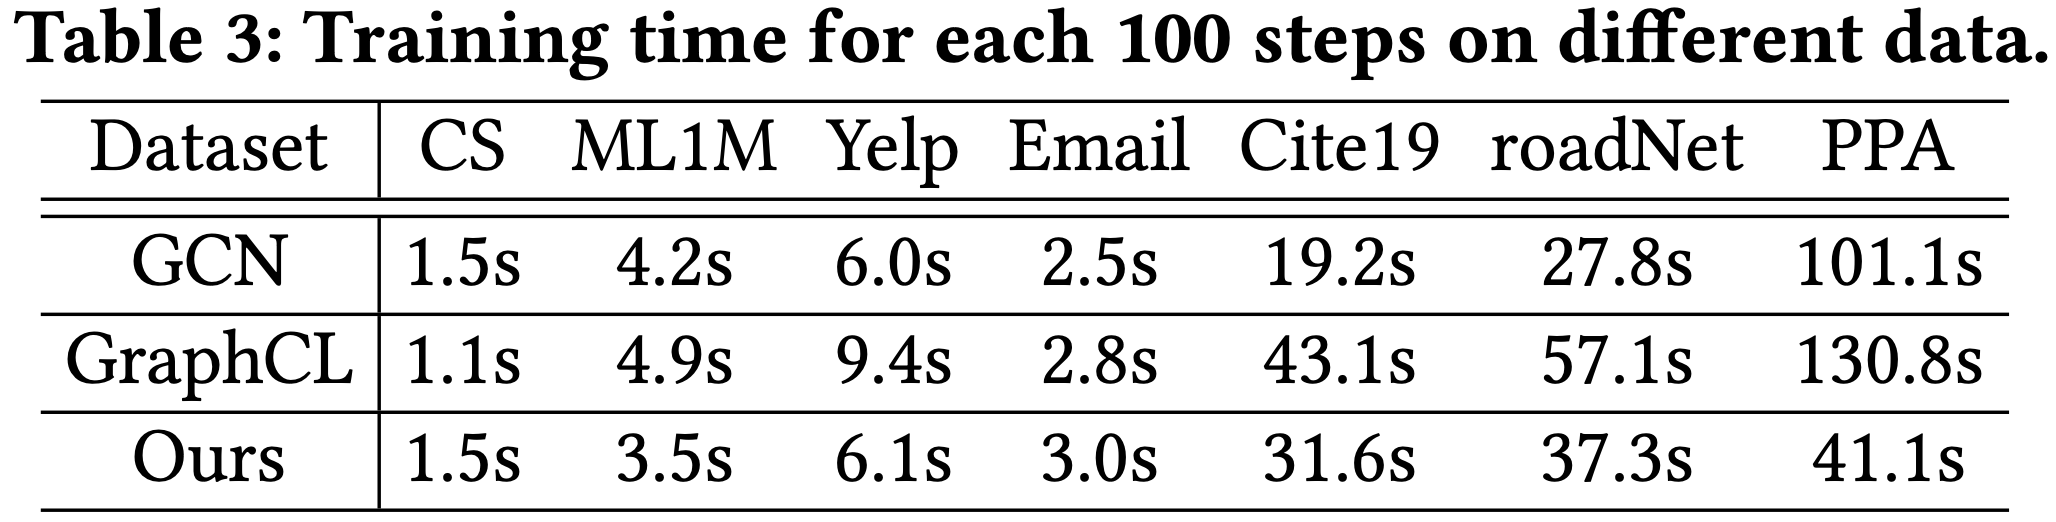 Table 3: Training time for each 100 steps on different data.
Dataset CS ML1M Yelp Email Cite19 roadNet PPA
GCN 1.5s 4.2s 6.0s 2.5s 19.2s 27.8s 101.1s
GraphCL 1.1s 4.9s 9.4s 2.8s 43.1s 57.1s 130.8s
Ours 1.5s 3.5s 6.1s 3.0s 31.6s 37.3s 41.1s